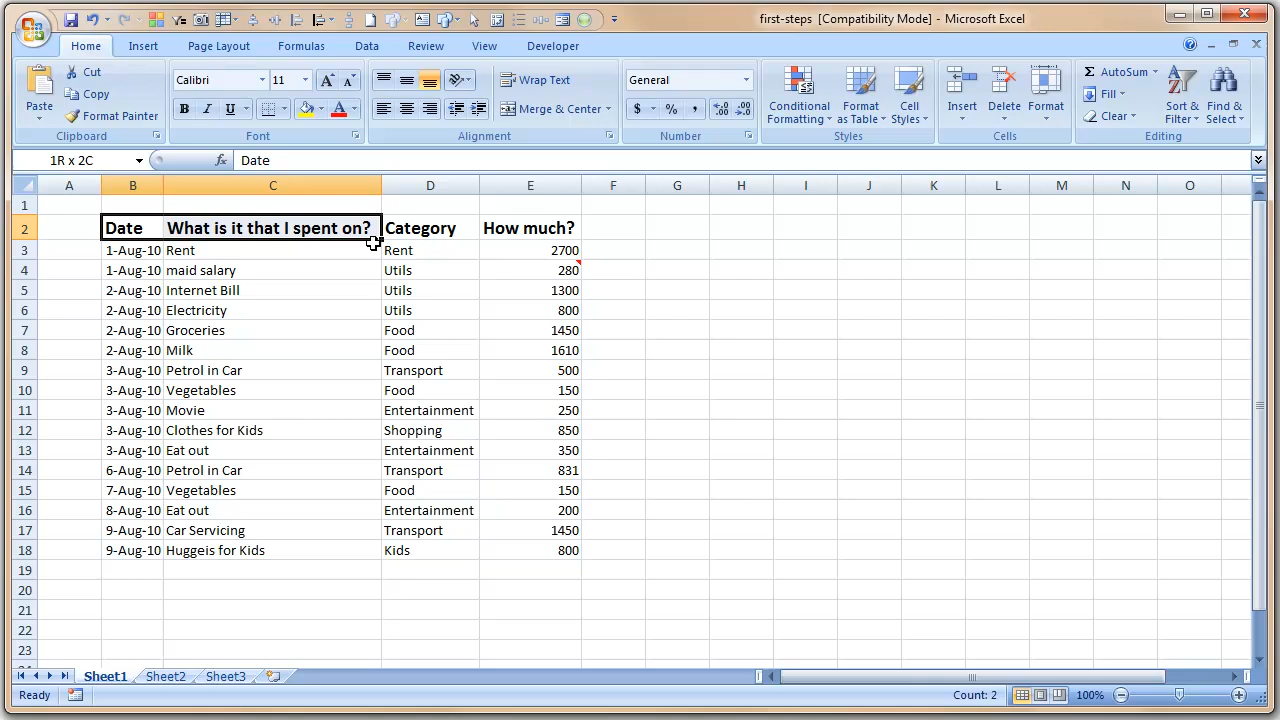 first-steps [Compatibility Mode] - Microsoft Excel
Home Insert Page Layout Formulas Data Review View Developer
Paste Cut Copy Format Painter Clipboard
Calibri 11 B I U A Font
Wrap Text Merge & Center Alignment
General $ % , Number
Conditional Formatting Format as Table Cell Styles Styles
Insert Delete Format Cells
Σ AutoSum Fill Clear Sort & Filter Find & Select Editing
1R x 2C fx Date
A B C D E F G H I J K L M N O
1
2 Date What is it that I spent on? Category How much?
3 1-Aug-10 Rent Rent 2700
4 1-Aug-10 maid salary Utils 280
5 2-Aug-10 Internet Bill Utils 1300
6 2-Aug-10 Electricity Utils 800
7 2-Aug-10 Groceries Food 1450
8 2-Aug-10 Milk Food 1610
9 3-Aug-10 Petrol in Car Transport 500
10 3-Aug-10 Vegetables Food 150
11 3-Aug-10 Movie Entertainment 250
12 3-Aug-10 Clothes for Kids Shopping 850
13 3-Aug-10 Eat out Entertainment 350
14 6-Aug-10 Petrol in Car Transport 831
15 7-Aug-10 Vegetables Food 150
16 8-Aug-10 Eat out Entertainment 200
17 9-Aug-10 Car Servicing Transport 1450
18 9-Aug-10 Huggeis for Kids Kids 800
19
20
21
22
23
Sheet1 Sheet2 Sheet3
Ready Count: 2 100%